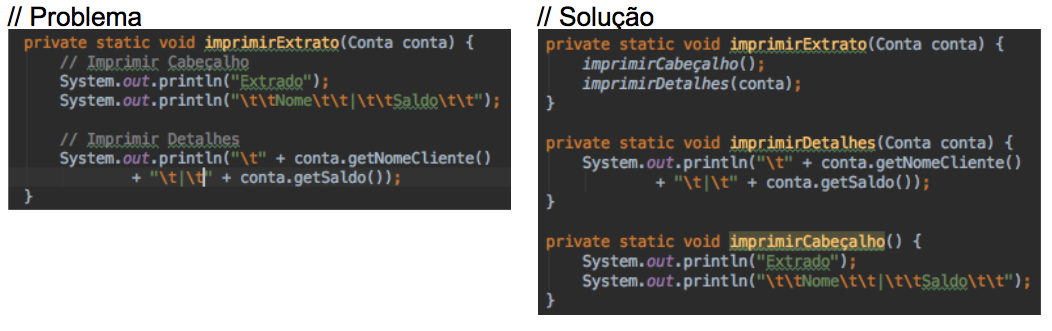 // Problema
private static void imprimirExtrato(Conta conta) {
// Imprimir Cabeçalho
System.out.println("Extrado");
System.out.println("\t\tNome\t\t|\t\tSaldo\t\t");
// Imprimir Detalhes
System.out.println("\t" + conta.getNomeCliente()
+ "\t|\t" + conta.getSaldo());
}
// Solução
private static void imprimirExtrato(Conta conta) {
imprimirCabeçalho();
imprimirDetalhes(conta);
}
private static void imprimirDetalhes(Conta conta) {
System.out.println("\t" + conta.getNomeCliente()
+ "\t|\t" + conta.getSaldo());
}
private static void imprimirCabeçalho() {
System.out.println("Extrado");
System.out.println("\t\tNome\t\t|\t\tSaldo\t\t");
}